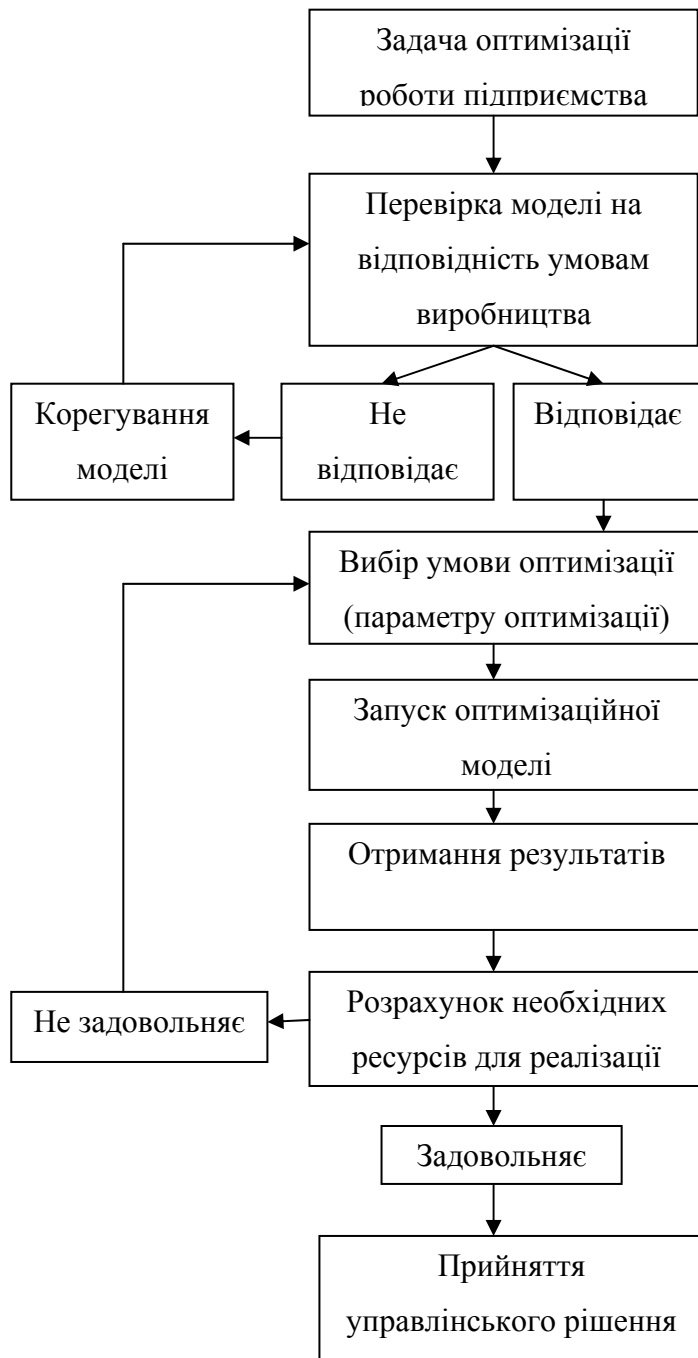 Задача оптимізації
роботи підприємства
Перевірка моделі на
відповідність умовам
виробництва
Корегування
моделі
Не
відповідає
Відповідає
Вибір умови оптимізації
(параметру оптимізації)
Запуск оптимізаційної
моделі
Отримання результатів
Не задовольняє
Розрахунок необхідних
ресурсів для реалізації
Задовольняє
Прийняття
управлінського рішення